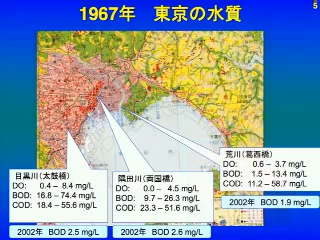 5
1967年　東京の水質
目黒川(太鼓橋)
DO: 0.4 – 8.4 mg/L
BOD: 16.8 – 74.4 mg/L
COD: 18.4 – 55.6 mg/L
2002年 BOD 2.5 mg/L
隅田川(両国橋)
DO: 0.0 – 4.5 mg/L
BOD: 9.7 – 26.3 mg/L
COD: 23.3 – 51.6 mg/L
2002年 BOD 2.6 mg/L
荒川(葛西橋)
DO: 0.6 – 3.7 mg/L
BOD: 1.5 – 13.4 mg/L
COD: 11.2 – 58.7 mg/L
2002年 BOD 1.9 mg/L